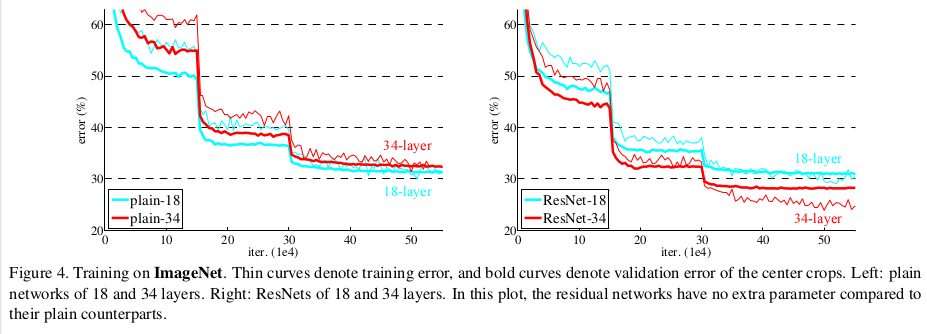 60
50
40
30
20
error (%)
0
10
20
30
40
50
iter. (1e4)
34-layer
18-layer
plain-18
plain-34
60
50
40
30
20
error (%)
0
10
20
30
40
50
iter. (1e4)
18-layer
34-layer
ResNet-18
ResNet-34
Figure 4. Training on ImageNet. Thin curves denote training error, and bold curves denote validation error of the center crops. Left: plain
networks of 18 and 34 layers. Right: ResNets of 18 and 34 layers. In this plot, the residual networks have no extra parameter compared to
their plain counterparts.